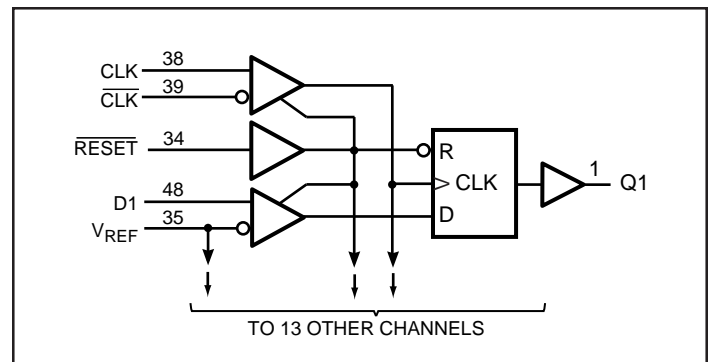 CLK 38
CLK 39
RESET 34
D1 48
VREF 35
R
CLK
D
1
Q1
TO 13 OTHER CHANNELS